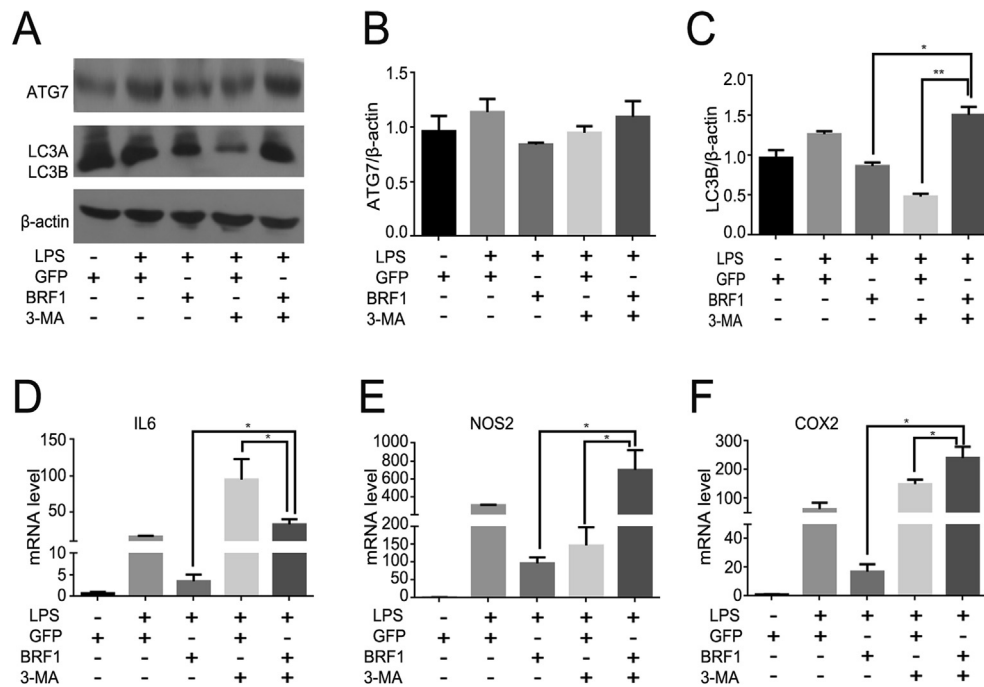 A
ATG7
LC3A
LC3B
β-actin
LPS - + + + +
GFP + + - + -
BRF1 - - + - +
3-MA - - - + +
B
ATG7/β-actin
1.5
1.0
0.5
0.0
LPS - + + + +
GFP + + - + -
BRF1 - - + - +
3-MA - - - + +
C
LC3B/β-actin
2.0
1.5
1.0
0.5
0.0
*
**
LPS - + + + +
GFP + + - + -
BRF1 - - + - +
3-MA - - - + +
D
IL6
mRNA level
150
100
50
10
5
0
*
*
LPS - + + + +
GFP + + - + -
BRF1 - - + - +
3-MA - - - + +
E
NOS2
mRNA level
1000
800
600
400
200
150
100
50
0
*
*
LPS - + + + +
GFP + + - + -
BRF1 - - + - +
3-MA - - - + +
F
COX2
mRNA level
300
200
100
40
20
0
*
*
LPS - + + + +
GFP + + - + -
BRF1 - - + - +
3-MA - - - + +